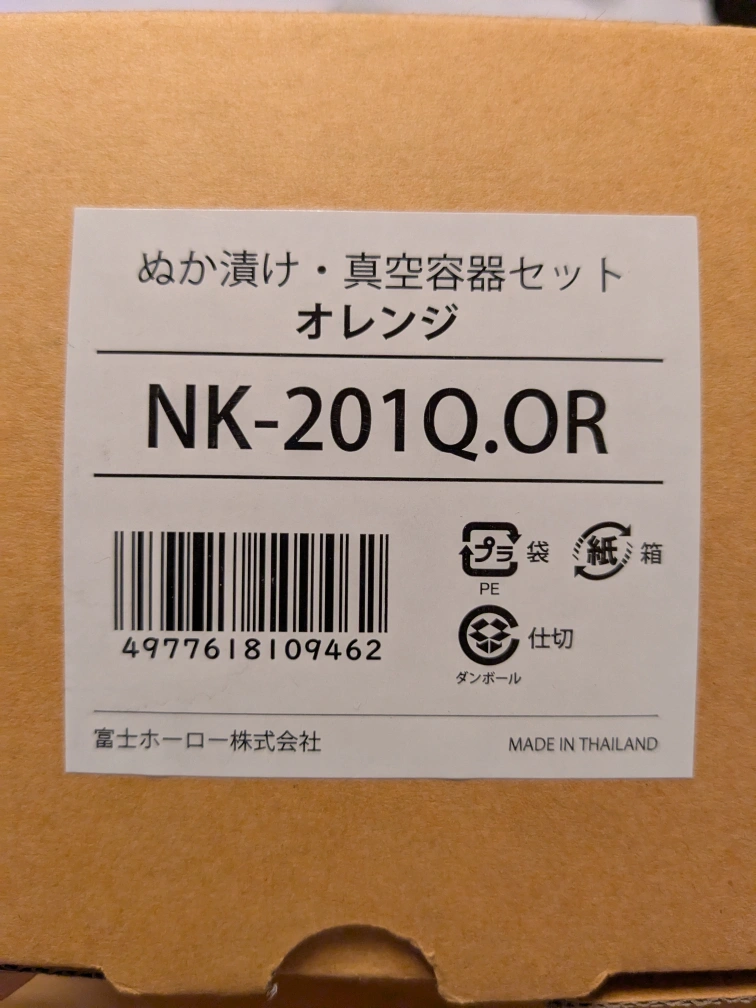 ぬか漬け・真空容器セット
オレンジ
NK-201Q.OR
プラ 袋 紙 箱
PE
仕切
ダンボール
4977618109462
富士ホーロー株式会社 MADE IN THAILAND